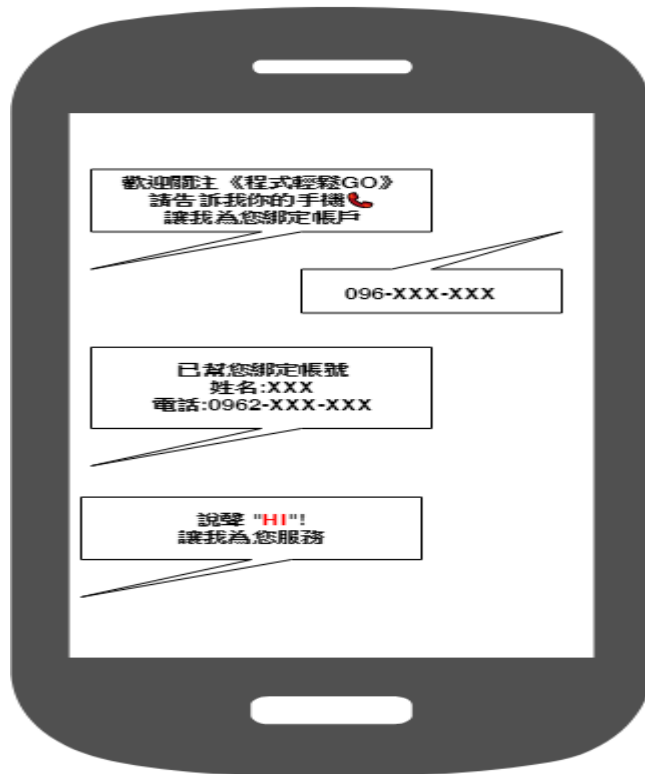 歡迎關注《程式輕鬆GO》
請告訴我你的手機📞
讓我為您綁定帳戶
096-XXX-XXX
已幫您綁定帳號
姓名:XXX
電話:0962-XXX-XXX
說聲 "HI"!
讓我為您服務